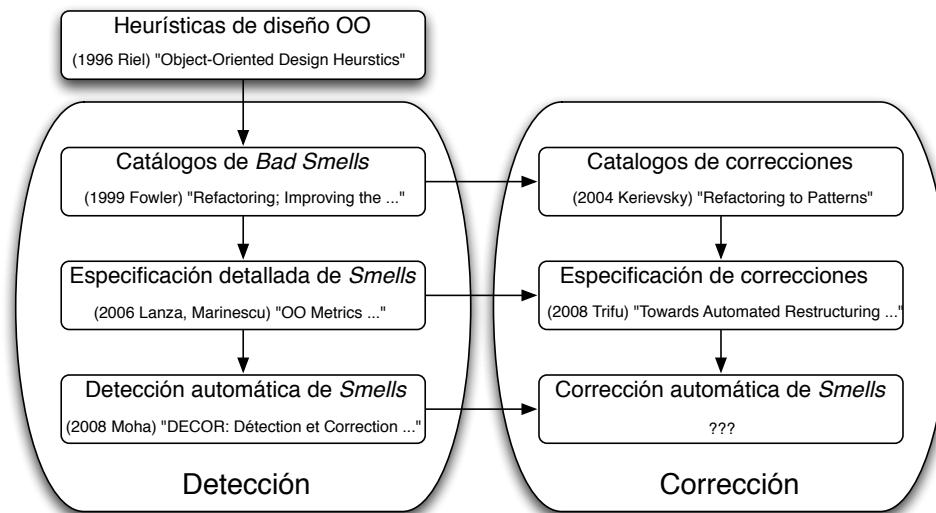 Heurísticas de diseño OO
(1996 Riel) "Object-Oriented Design Heurstics"
Catálogos de Bad Smells
(1999 Fowler) "Refactoring; Improving the ..."
Especificación detallada de Smells
(2006 Lanza, Marinescu) "OO Metrics ..."
Detección automática de Smells
(2008 Moha) "DECOR: Détection et Correction ..."
Detección
Catalogos de correcciones
(2004 Kerievsky) "Refactoring to Patterns"
Especificación de correcciones
(2008 Trifu) "Towards Automated Restructuring ..."
Corrección automática de Smells
???
Corrección